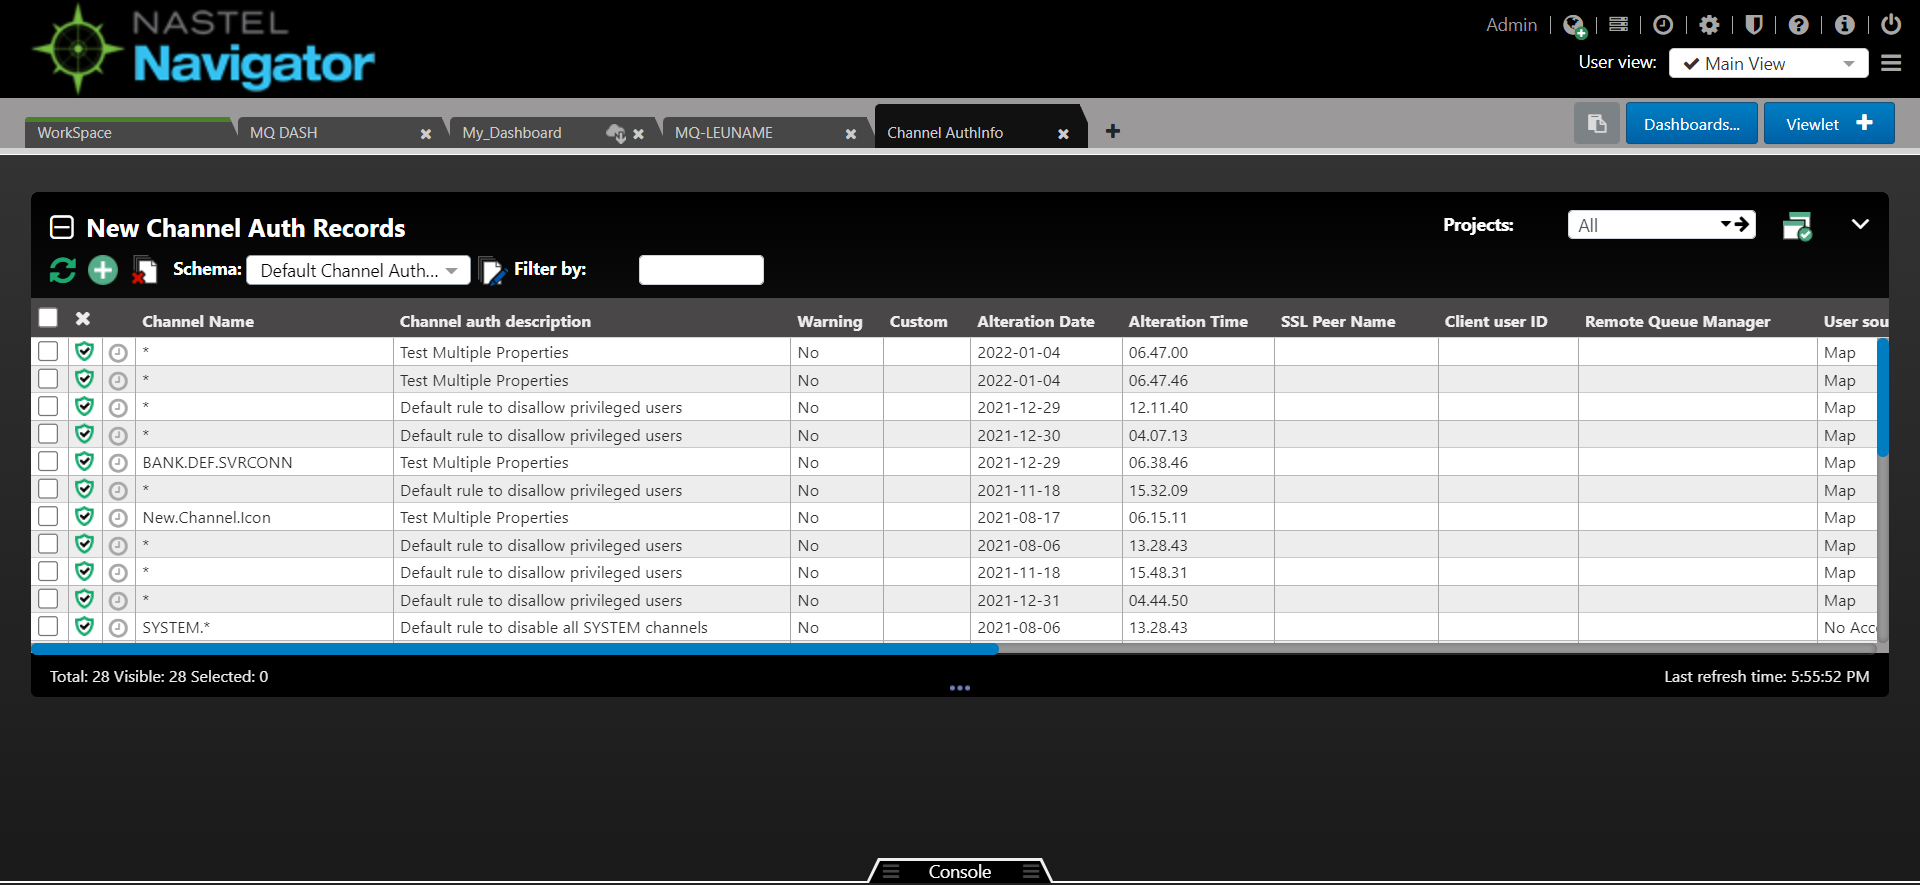 NASTEL
Navigator
Admin
User view: Main View
WorkSpace MQ DASH My_Dashboard MQ-LEUNAME Channel AuthInfo Dashboards... Viewlet
New Channel Auth Records Projects: All
Schema: Default Channel Auth... Filter by:
Channel Name Channel auth description Warning Custom Alteration Date Alteration Time SSL Peer Name Client user ID Remote Queue Manager User sou
* Test Multiple Properties No 2022-01-04 06.47.00 Map
* Test Multiple Properties No 2022-01-04 06.47.46 Map
* Default rule to disallow privileged users No 2021-12-29 12.11.40 Map
* Default rule to disallow privileged users No 2021-12-30 04.07.13 Map
BANK.DEF.SVRCONN Test Multiple Properties No 2021-12-29 06.38.46 Map
* Default rule to disallow privileged users No 2021-11-18 15.32.09 Map
New.Channel.Icon Test Multiple Properties No 2021-08-17 06.15.11 Map
* Default rule to disallow privileged users No 2021-08-06 13.28.43 Map
* Default rule to disallow privileged users No 2021-11-18 15.48.31 Map
* Default rule to disallow privileged users No 2021-12-31 04.44.50 Map
SYSTEM.* Default rule to disable all SYSTEM channels No 2021-08-06 13.28.43 No Acc
Total: 28 Visible: 28 Selected: 0 Last refresh time: 5:55:52 PM
Console